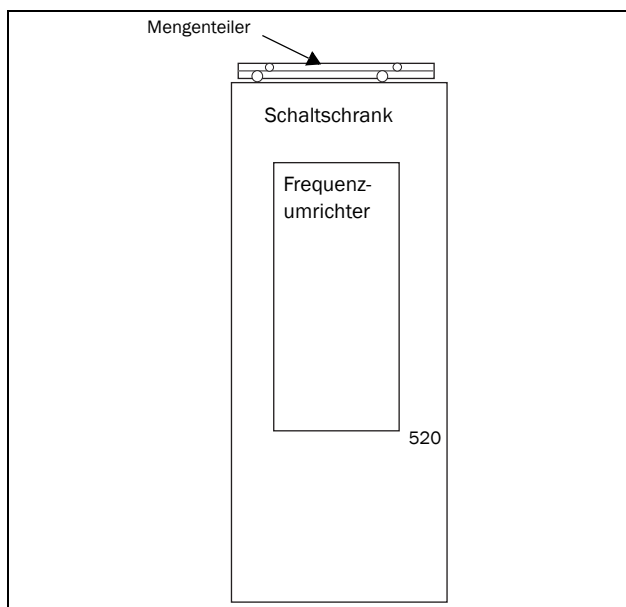 Mengenteiler
Schaltschrank
Frequenz-
umrichter
520